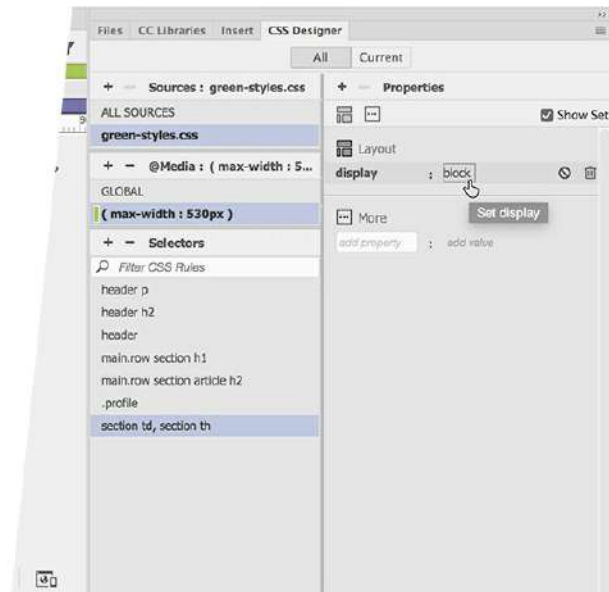 Files CC Libraries Insert CSS Designer
All Current
+ − Sources : green-styles.css
ALL SOURCES
green-styles.css
+ − @Media : ( max-width : 5...
GLOBAL
( max-width : 530px )
+ − Selectors
Filter CSS Rules
header p
header h2
header
main.row section h1
main.row section article h2
.profile
section td, section th
+ − Properties
Show Set
Layout
display : block
Set display
More
add property : add value